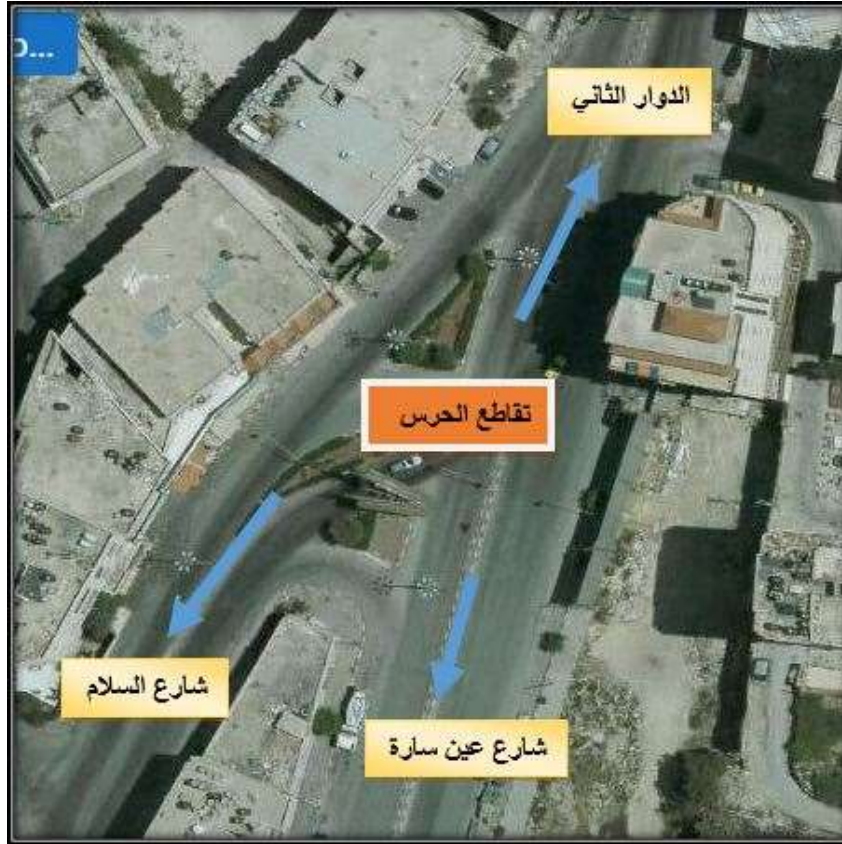 الدوار الثاني
تقاطع الحرس
شارع السلام
شارع عين سارة